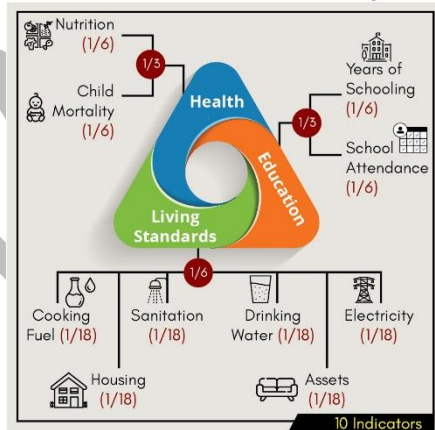 Nutrition
(1/6)
1/3
Child
Mortality
(1/6)
Health
Years of
Schooling
(1/6)
1/3
School
Attendance
(1/6)
Education
Living
Standards
1/6
Cooking
Fuel (1/18)
Sanitation
(1/18)
Drinking
Water (1/18)
Electricity
(1/18)
Housing
(1/18)
Assets
(1/18)
10 Indicators